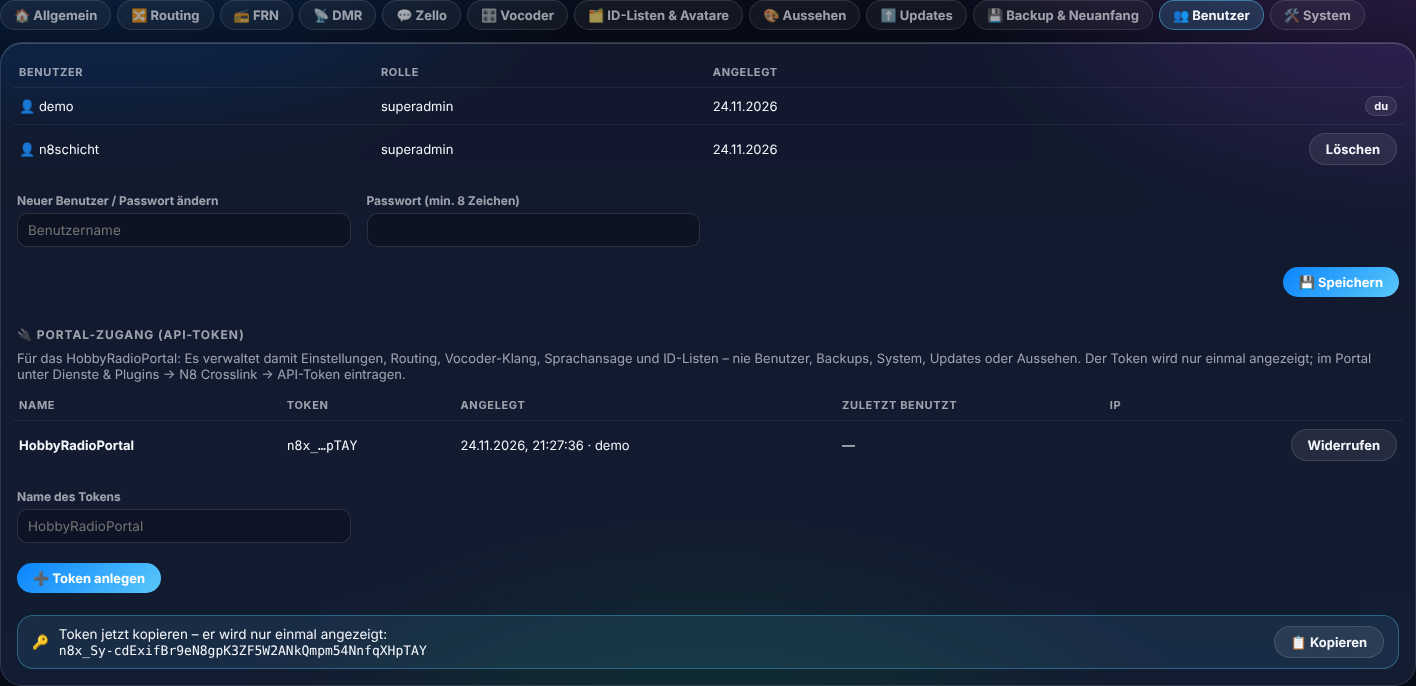 🏠 Allgemein 🔀 Routing 📻 FRN 📡 DMR 💬 Zello 🎛️ Vocoder 🗂️ ID-Listen & Avatare 🎨 Aussehen ⬆️ Updates 💾 Backup & Neuanfang 👥 Benutzer 🛠️ System
BENUTZER ROLLE ANGELEGT
👤 demo superadmin 24.11.2026 du
👤 n8schicht superadmin 24.11.2026 Löschen
Neuer Benutzer / Passwort ändern Passwort (min. 8 Zeichen)
Benutzername
💾 Speichern
🔌 PORTAL-ZUGANG (API-TOKEN)
Für das HobbyRadioPortal: Es verwaltet damit Einstellungen, Routing, Vocoder-Klang, Sprachansage und ID-Listen – nie Benutzer, Backups, System, Updates oder Aussehen. Der Token wird nur einmal angezeigt; im Portal
unter Dienste & Plugins → N8 Crosslink → API-Token eintragen.
NAME TOKEN ANGELEGT ZULETZT BENUTZT IP
HobbyRadioPortal n8x_…pTAY 24.11.2026, 21:27:36 · demo — Widerrufen
Name des Tokens
HobbyRadioPortal
➕ Token anlegen
🔑 Token jetzt kopieren – er wird nur einmal angezeigt:
n8x_Sy-cdExifBr9eN8gpK3ZF5W2ANkQmpm54NnfqXHpTAY
📋 Kopieren